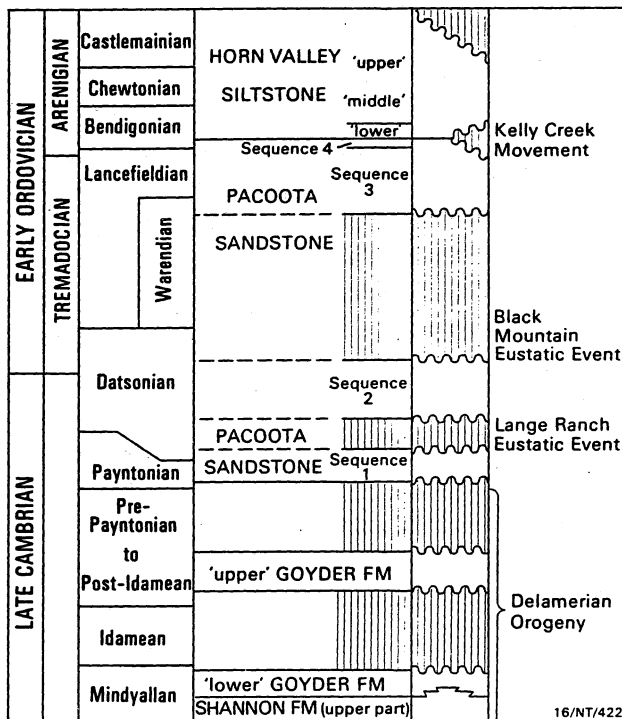 EARLY ORDOVICIAN
LATE CAMBRIAN
ARENIGIAN
TREMADOCIAN
Castlemainian
Chewtonian
Bendigonian
Lancefieldian
Warendian
Datsonian
Payntonian
Pre-
Payntonian
to
Post-Idamean
Idamean
Mindyallan
HORN VALLEY
SILTSTONE
'upper'
'middle'
'lower'
Sequence 4
Sequence
3
PACOOTA
SANDSTONE
Sequence
2
PACOOTA
SANDSTONE
Sequence
1
'upper' GOYDER FM
'lower' GOYDER FM
SHANNON FM (upper part)
Kelly Creek
Movement
Black
Mountain
Eustatic Event
Lange Ranch
Eustatic Event
Delamerian
Orogeny
16/NT/422